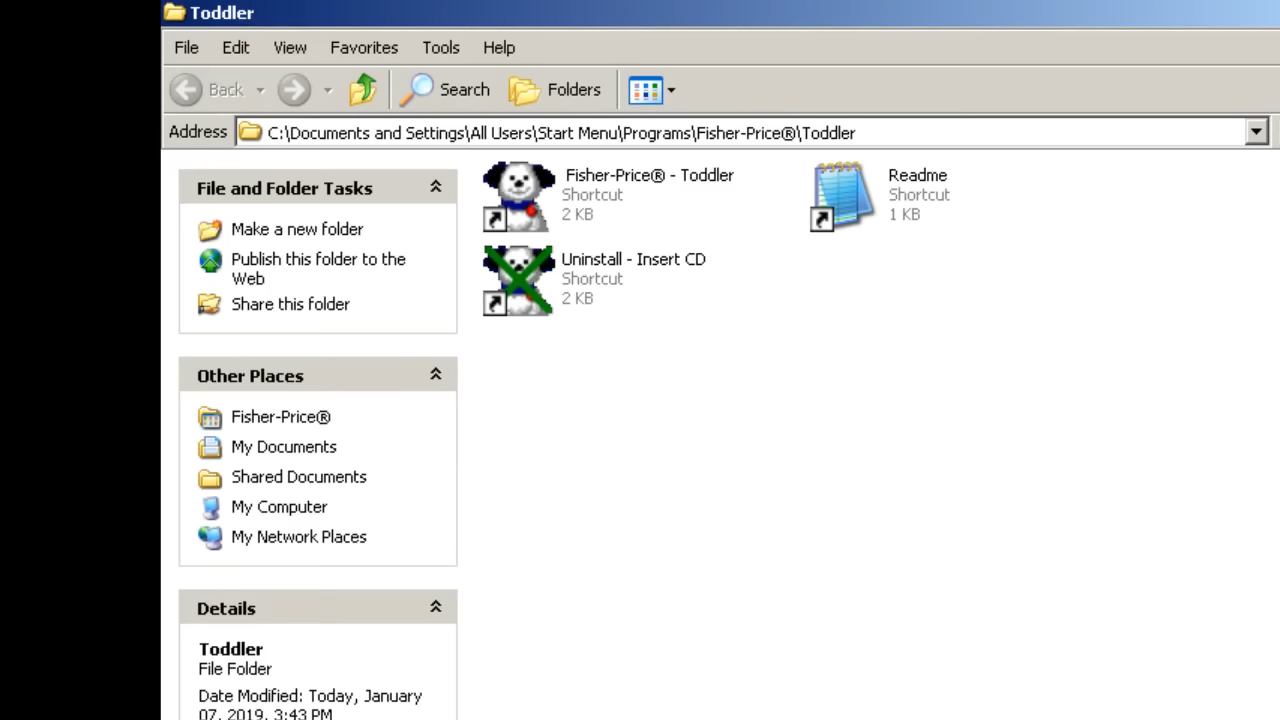 Toddler
File Edit View Favorites Tools Help
Back Search Folders
Address C:\Documents and Settings\All Users\Start Menu\Programs\Fisher-Price®\Toddler
File and Folder Tasks
Make a new folder
Publish this folder to the
Web
Share this folder
Other Places
Fisher-Price®
My Documents
Shared Documents
My Computer
My Network Places
Details
Toddler
File Folder
Date Modified: Today, January
07, 2019, 3:43 PM
Fisher-Price® - Toddler
Shortcut
2 KB
Readme
Shortcut
1 KB
Uninstall - Insert CD
Shortcut
2 KB